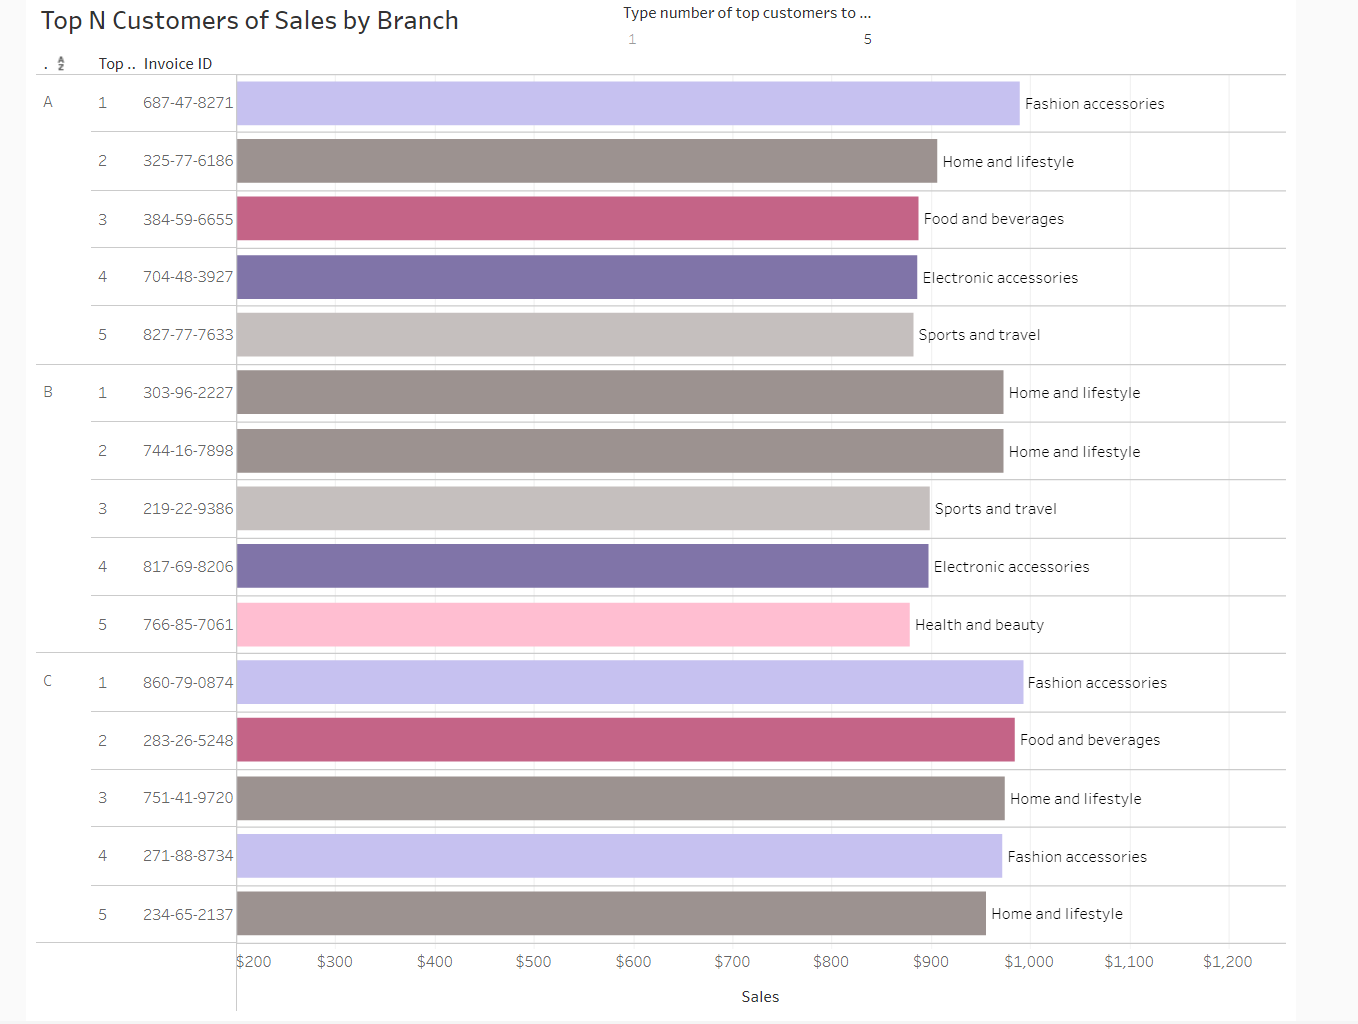 Top N Customers of Sales by Branch
Type number of top customers to ...
1 5
. A Z Top .. Invoice ID
A 1 687-47-8271 Fashion accessories
2 325-77-6186 Home and lifestyle
3 384-59-6655 Food and beverages
4 704-48-3927 Electronic accessories
5 827-77-7633 Sports and travel
B 1 303-96-2227 Home and lifestyle
2 744-16-7898 Home and lifestyle
3 219-22-9386 Sports and travel
4 817-69-8206 Electronic accessories
5 766-85-7061 Health and beauty
C 1 860-79-0874 Fashion accessories
2 283-26-5248 Food and beverages
3 751-41-9720 Home and lifestyle
4 271-88-8734 Fashion accessories
5 234-65-2137 Home and lifestyle
$200 $300 $400 $500 $600 $700 $800 $900 $1,000 $1,100 $1,200
Sales